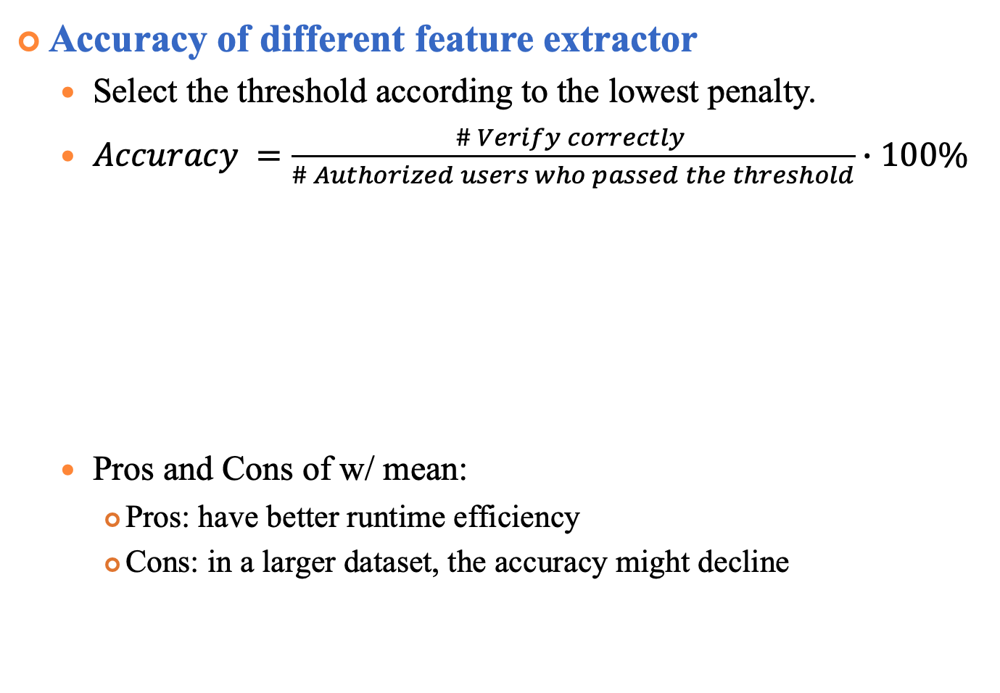 Accuracy of different feature extractor
Select the threshold according to the lowest penalty.
Accuracy = # Verify correctly / # Authorized users who passed the threshold · 100%
Pros and Cons of w/ mean:
Pros: have better runtime efficiency
Cons: in a larger dataset, the accuracy might decline